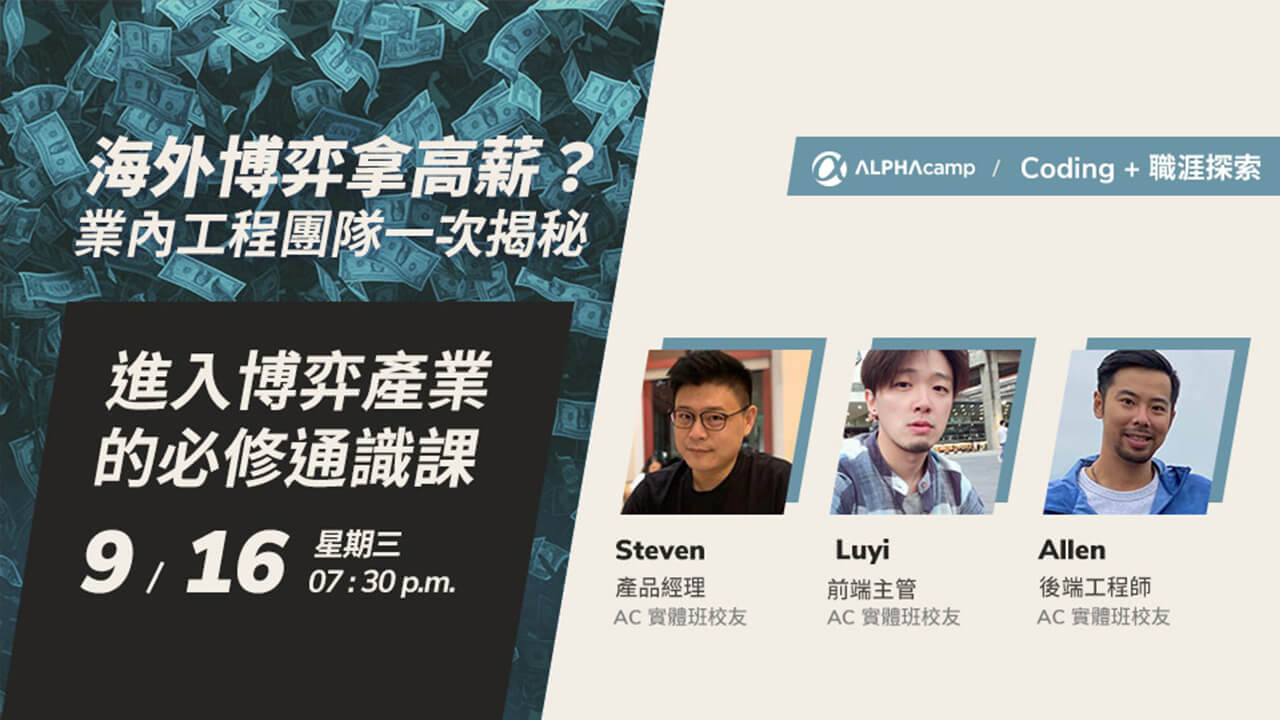 海外博弈拿高薪？
業內工程團隊一次揭秘
進入博弈產業
的必修通識課
9 / 16 星期三
07 : 30 p.m.
ALPHAcamp / Coding + 職涯探索
Steven
產品經理
AC 實體班校友
Luyi
前端主管
AC 實體班校友
Allen
後端工程師
AC 實體班校友